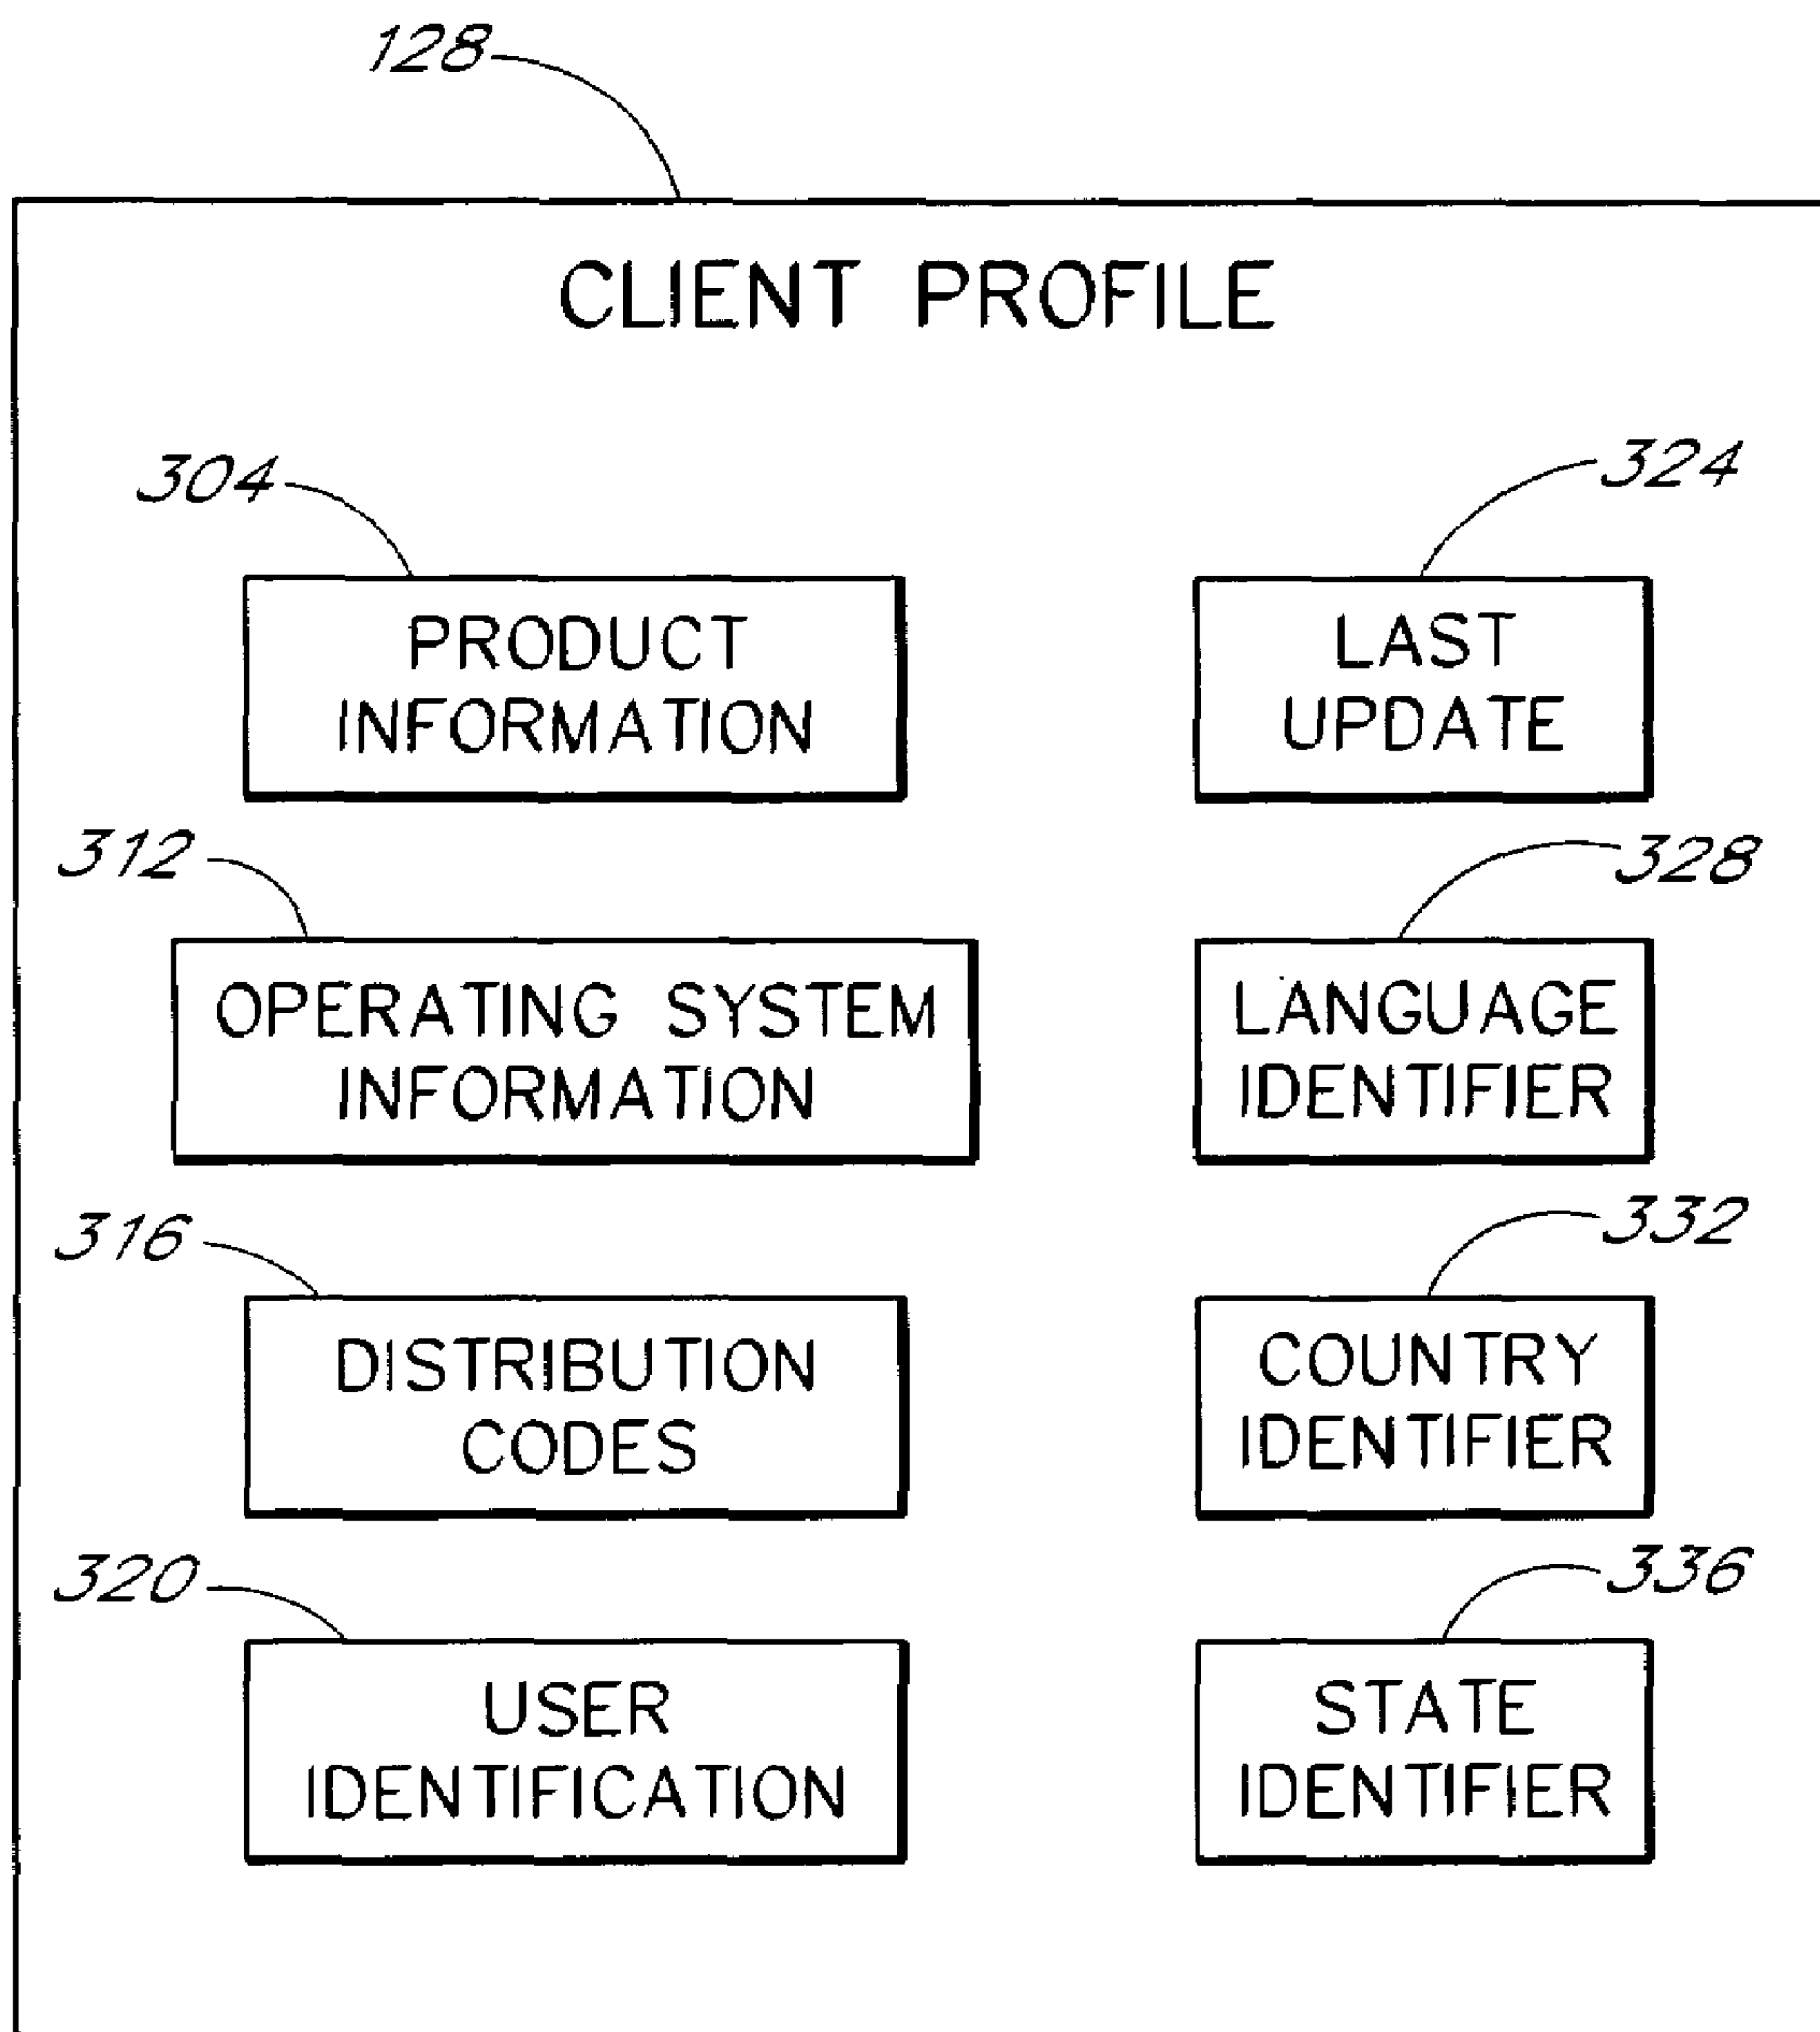 128
CLIENT PROFILE
304
PRODUCT
INFORMATION
324
LAST
UPDATE
312
OPERATING SYSTEM
INFORMATION
328
LANGUAGE
IDENTIFIER
316
DISTRIBUTION
CODES
332
COUNTRY
IDENTIFIER
320
USER
IDENTIFICATION
336
STATE
IDENTIFIER